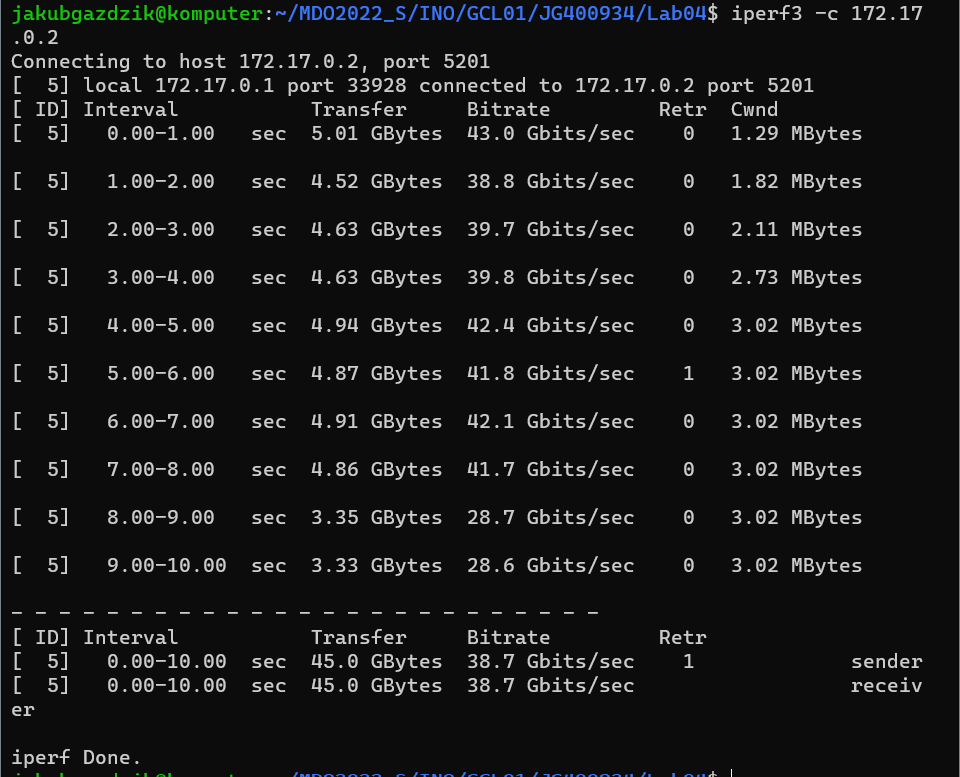 jakubgazdzik@komputer:~/MDO2022_S/INO/GCL01/JG400934/Lab04$ iperf3 -c 172.17
.0.2
Connecting to host 172.17.0.2, port 5201
[  5] local 172.17.0.1 port 33928 connected to 172.17.0.2 port 5201
[ ID] Interval           Transfer     Bitrate         Retr  Cwnd
[  5]   0.00-1.00   sec  5.01 GBytes  43.0 Gbits/sec    0   1.29 MBytes
[  5]   1.00-2.00   sec  4.52 GBytes  38.8 Gbits/sec    0   1.82 MBytes
[  5]   2.00-3.00   sec  4.63 GBytes  39.7 Gbits/sec    0   2.11 MBytes
[  5]   3.00-4.00   sec  4.63 GBytes  39.8 Gbits/sec    0   2.73 MBytes
[  5]   4.00-5.00   sec  4.94 GBytes  42.4 Gbits/sec    0   3.02 MBytes
[  5]   5.00-6.00   sec  4.87 GBytes  41.8 Gbits/sec    1   3.02 MBytes
[  5]   6.00-7.00   sec  4.91 GBytes  42.1 Gbits/sec    0   3.02 MBytes
[  5]   7.00-8.00   sec  4.86 GBytes  41.7 Gbits/sec    0   3.02 MBytes
[  5]   8.00-9.00   sec  3.35 GBytes  28.7 Gbits/sec    0   3.02 MBytes
[  5]   9.00-10.00  sec  3.33 GBytes  28.6 Gbits/sec    0   3.02 MBytes
- - - - - - - - - - - - - - - - - - - - - - - - -
[ ID] Interval           Transfer     Bitrate         Retr
[  5]   0.00-10.00  sec  45.0 GBytes  38.7 Gbits/sec    1             sender
[  5]   0.00-10.00  sec  45.0 GBytes  38.7 Gbits/sec                  receiv
er
iperf Done.
jakubgazdzik@komputer:~/MDO2022_S/INO/GCL01/JG400934/Lab04$